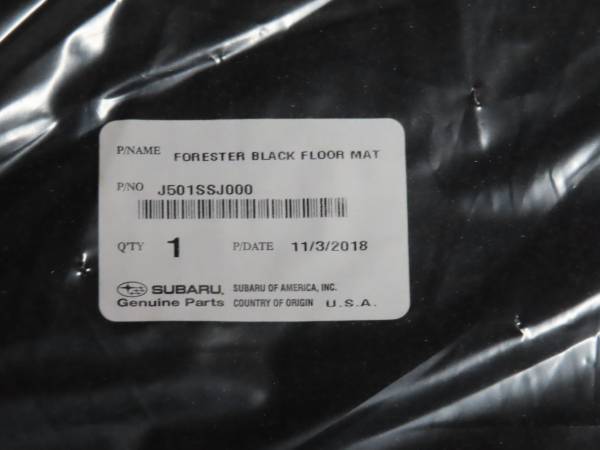 P/NAME FORESTER BLACK FLOOR MAT
P/NO J501SSJ000
Q'TY 1 P/DATE 11/3/2018
SUBARU. SUBARU OF AMERICA, INC.
Genuine Parts COUNTRY OF ORIGIN U.S.A.